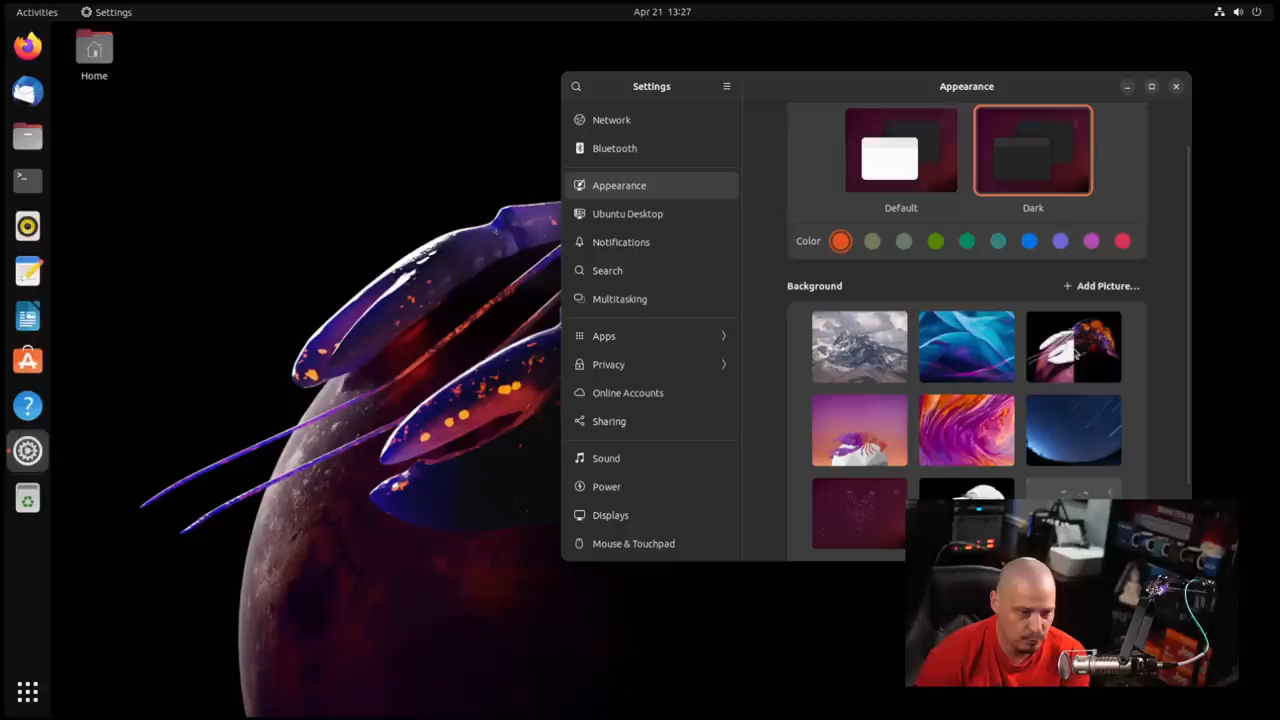 Activities
Settings
Apr 21 13:27
Home
Settings
Appearance
Network
Bluetooth
Appearance
Ubuntu Desktop
Notifications
Search
Multitasking
Apps
Privacy
Online Accounts
Sharing
Sound
Power
Displays
Mouse & Touchpad
Default
Dark
Color
Background
+ Add Picture...